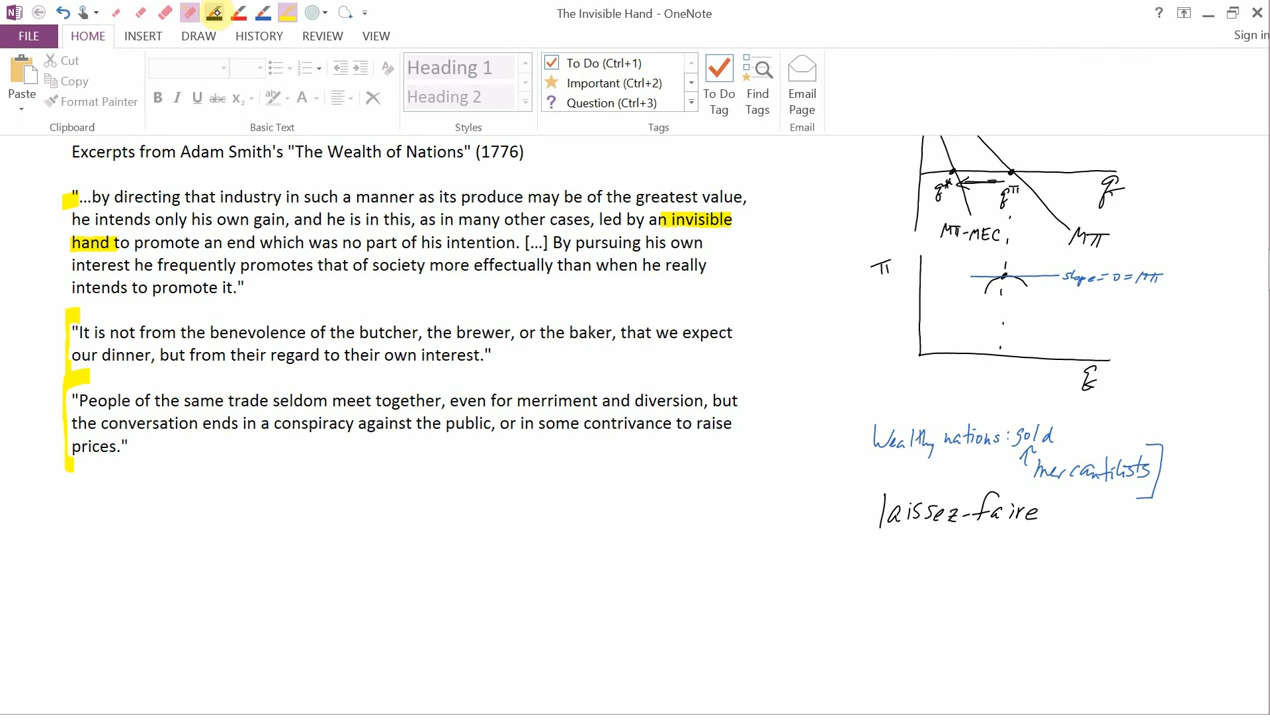 The Invisible Hand - OneNote
?
FILE
HOME
INSERT
DRAW
HISTORY
REVIEW
VIEW
Sign in
Paste
Cut
Copy
Format Painter
Clipboard
B I U abc x₂ A
Basic Text
Heading 1
Heading 2
Styles
To Do (Ctrl+1)
Important (Ctrl+2)
? Question (Ctrl+3)
Tags
To Do
Tag
Find
Tags
Email
Page
Email
Excerpts from Adam Smith's "The Wealth of Nations" (1776)
"…by directing that industry in such a manner as its produce may be of the greatest value,
he intends only his own gain, and he is in this, as in many other cases, led by an invisible
hand to promote an end which was no part of his intention. […] By pursuing his own
interest he frequently promotes that of society more effectually than when he really
intends to promote it."
"It is not from the benevolence of the butcher, the brewer, or the baker, that we expect
our dinner, but from their regard to their own interest."
"People of the same trade seldom meet together, even for merriment and diversion, but
the conversation ends in a conspiracy against the public, or in some contrivance to raise
prices."
q* qπ q
Mπ-MEC Mπ
π
slope = 0 = Mπ
Wealthy nations: gold
mercantilists
laissez-faire